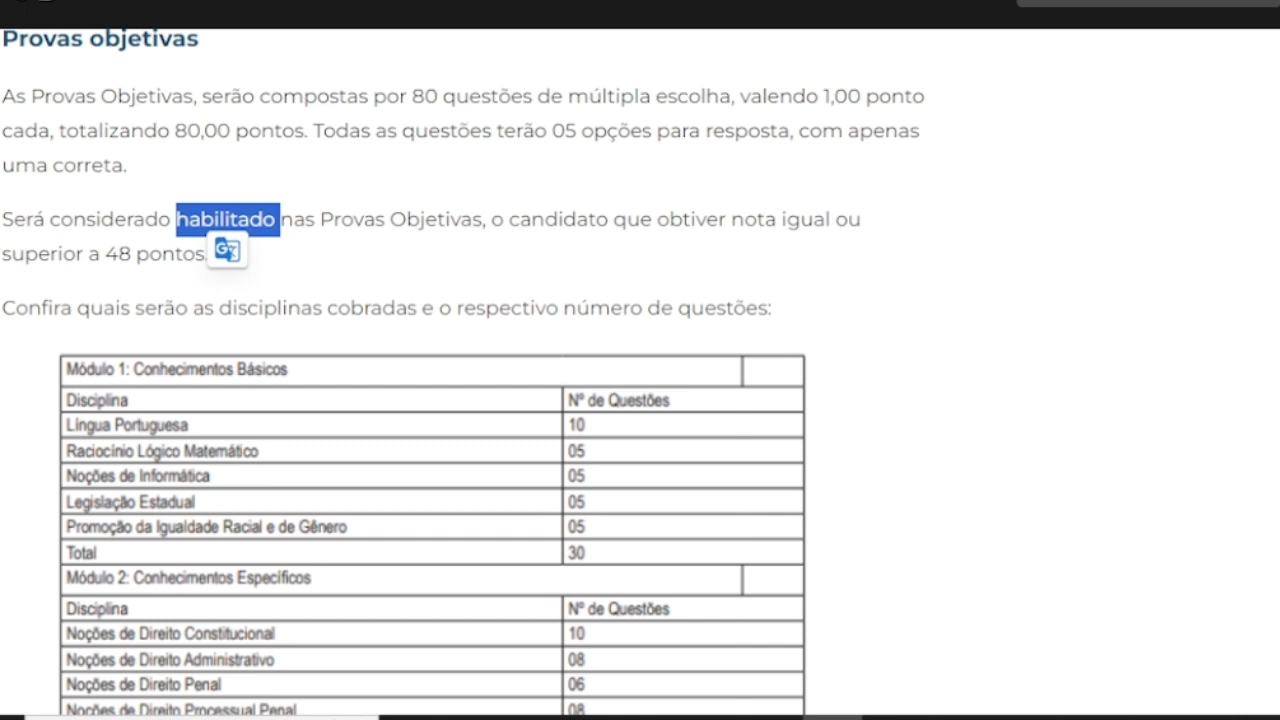 Provas objetivas
As Provas Objetivas, serão compostas por 80 questões de múltipla escolha, valendo 1,00 ponto
cada, totalizando 80,00 pontos. Todas as questões terão 05 opções para resposta, com apenas
uma correta.
Será considerado habilitado nas Provas Objetivas, o candidato que obtiver nota igual ou
superior a 48 pontos.
Confira quais serão as disciplinas cobradas e o respectivo número de questões:
Módulo 1: Conhecimentos Básicos
Disciplina Nº de Questões
Língua Portuguesa 10
Raciocínio Lógico Matemático 05
Noções de Informática 05
Legislação Estadual 05
Promoção da Igualdade Racial e de Gênero 05
Total 30
Módulo 2: Conhecimentos Específicos
Disciplina Nº de Questões
Noções de Direito Constitucional 10
Noções de Direito Administrativo 08
Noções de Direito Penal 06
Noções de Direito Processual Penal 08